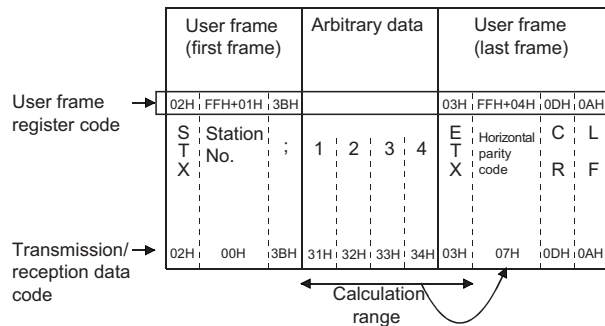 User frame
(first frame)
Arbitrary data
User frame
(last frame)
User frame
register code
02H FFH+01H 3BH 03H FFH+04H 0DH 0AH
STX
Station
No.
;
1 2 3 4
ETX
Horizontal
parity
code
C R
L F
Transmission/
reception data
code
02H 00H 3BH 31H 32H 33H 34H 03H 07H 0DH 0AH
Calculation
range